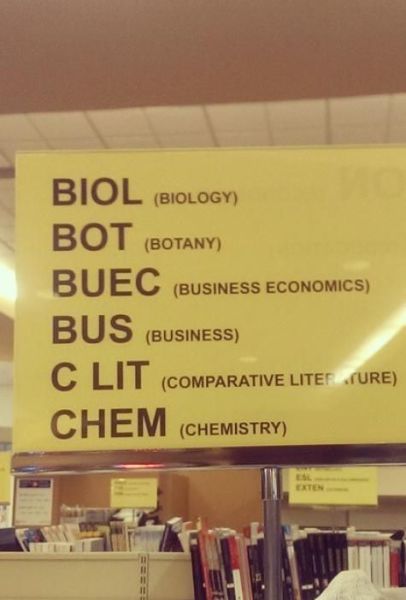 BIOL (BIOLOGY)
BOT (BOTANY)
BUEC (BUSINESS ECONOMICS)
BUS (BUSINESS)
C LIT (COMPARATIVE LITERATURE)
CHEM (CHEMISTRY)
ESL
EXTEN